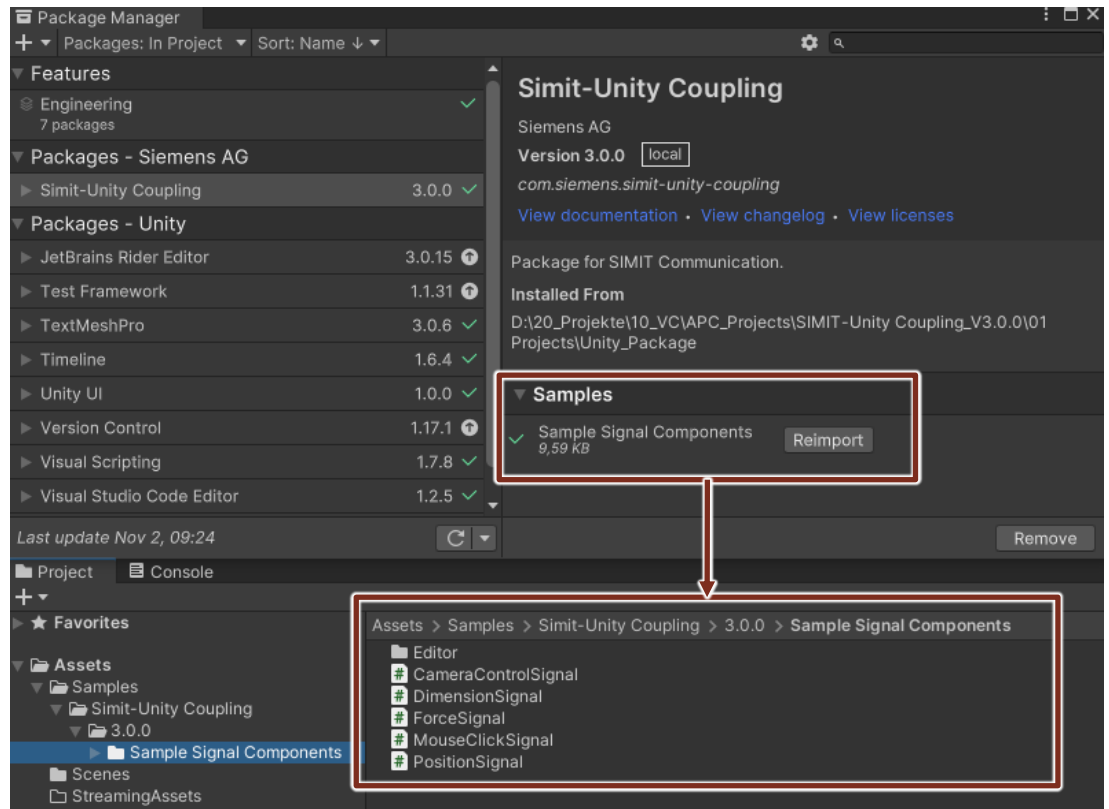 Package Manager
Packages: In Project
Sort: Name ↓
Features
Engineering
7 packages
Packages - Siemens AG
Simit-Unity Coupling 3.0.0
Packages - Unity
JetBrains Rider Editor 3.0.15
Test Framework 1.1.31
TextMeshPro 3.0.6
Timeline 1.6.4
Unity UI 1.0.0
Version Control 1.17.1
Visual Scripting 1.7.8
Visual Studio Code Editor 1.2.5
Last update Nov 2, 09:24
Simit-Unity Coupling
Siemens AG
Version 3.0.0 local
com.siemens.simit-unity-coupling
View documentation • View changelog • View licenses
Package for SIMIT Communication.
Installed From
D:\20_Projekte\10_VC\APC_Projects\SIMIT-Unity Coupling_V3.0.0\01
Projects\Unity_Package
Samples
Sample Signal Components
9,59 KB
Reimport
Remove
Project
Console
Favorites
Assets
Samples
Simit-Unity Coupling
3.0.0
Sample Signal Components
Scenes
StreamingAssets
Assets > Samples > Simit-Unity Coupling > 3.0.0 > Sample Signal Components
Editor
# CameraControlSignal
# DimensionSignal
# ForceSignal
# MouseClickSignal
# PositionSignal